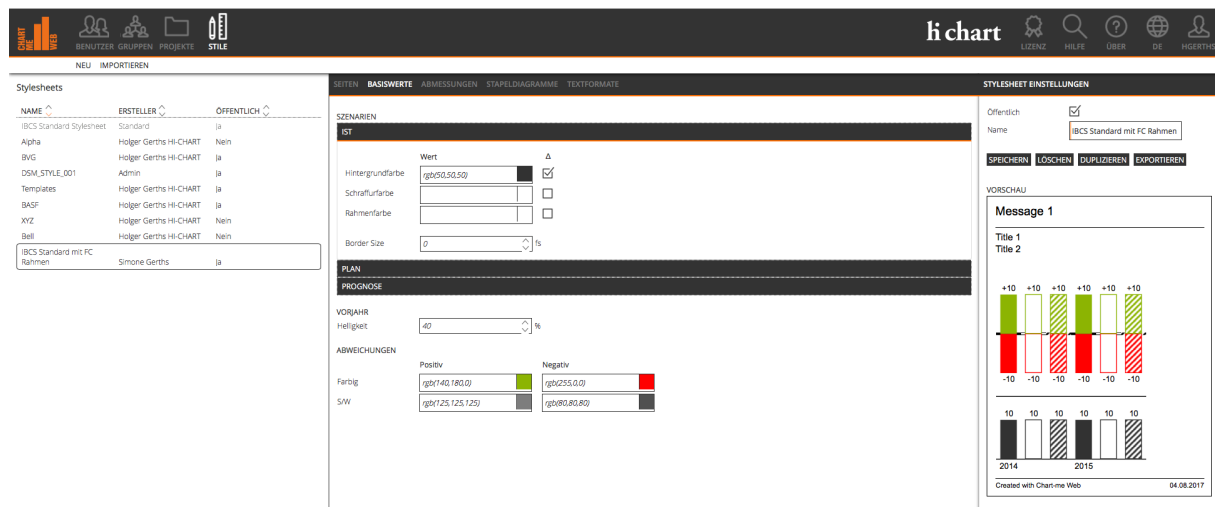 CHART ME WEB
BENUTZER GRUPPEN PROJEKTE STILE
hi chart
LIZENZ HILFE ÜBER DE HGERTHS
NEU IMPORTIEREN
Stylesheets
NAME ERSTELLER ÖFFENTLICH
IBCS Standard Stylesheet Standard Ja
Alpha Holger Gerths HI-CHART Nein
BVG Holger Gerths HI-CHART Ja
DSM_STYLE_001 Admin Ja
Templates Holger Gerths HI-CHART Ja
BASF Holger Gerths HI-CHART Ja
XYZ Holger Gerths HI-CHART Nein
Bell Holger Gerths HI-CHART Nein
IBCS Standard mit FC
Rahmen Simone Gerths Ja
SEITEN BASISWERTE ABMESSUNGEN STAPELDIAGRAMME TEXTFORMATE
SZENARIEN
IST
Wert Δ
Hintergrundfarbe rgb(50,50,50)
Schraffurfarbe
Rahmenfarbe
Border Size 0 fs
PLAN
PROGNOSE
VORJAHR
Helligkeit 40 %
ABWEICHUNGEN
Positiv Negativ
Farbig rgb(140,180,0) rgb(255,0,0)
S/W rgb(125,125,125) rgb(80,80,80)
STYLESHEET EINSTELLUNGEN
Öffentlich
Name IBCS Standard mit FC Rahmen
SPEICHERN LÖSCHEN DUPLIZIEREN EXPORTIEREN
VORSCHAU
Message 1
Title 1
Title 2
+10 +10 +10 +10 +10 +10
-10 -10 -10 -10 -10 -10
10 10 10 10 10 10
2014 2015
Created with Chart-me Web 04.08.2017